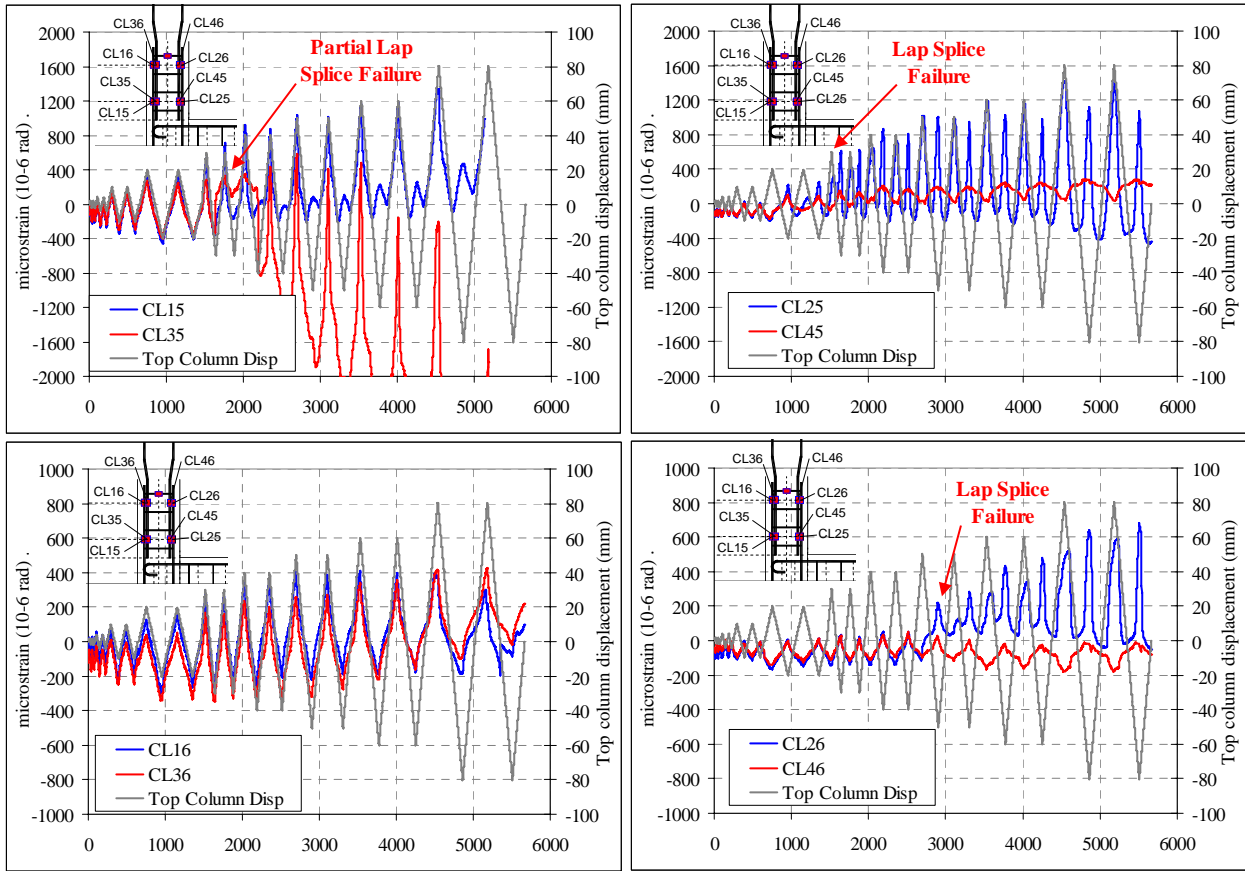 CL36
CL46
CL16
CL26
CL35
CL45
CL15
CL25
Partial Lap
Splice Failure
2000
1600
1200
800
400
0
-400
-800
-1200
-1600
-2000
microstrain (10-6 rad) .
100
80
60
40
20
0
-20
-40
-60
-80
-100
Top column displacement (mm)
CL15
CL35
Top Column Disp
0 1000 2000 3000 4000 5000 6000
CL36
CL46
CL16
CL26
CL35
CL45
CL15
CL25
Lap Splice
Failure
2000
1600
1200
800
400
0
-400
-800
-1200
-1600
-2000
microstrain (10-6 rad) .
100
80
60
40
20
0
-20
-40
-60
-80
-100
Top column displacement (mm)
CL25
CL45
Top Column Disp
0 1000 2000 3000 4000 5000 6000
CL36
CL46
CL16
CL26
CL35
CL45
CL15
CL25
1000
800
600
400
200
0
-200
-400
-600
-800
-1000
microstrain (10-6 rad) .
100
80
60
40
20
0
-20
-40
-60
-80
-100
Top column displacement (mm)
CL16
CL36
Top Column Disp
0 1000 2000 3000 4000 5000 6000
CL36
CL46
CL16
CL26
CL35
CL45
CL15
CL25
Lap Splice
Failure
1000
800
600
400
200
0
-200
-400
-600
-800
-1000
microstrain (10-6 rad) .
100
80
60
40
20
0
-20
-40
-60
-80
-100
Top column displacement (mm)
CL26
CL46
Top Column Disp
0 1000 2000 3000 4000 5000 6000